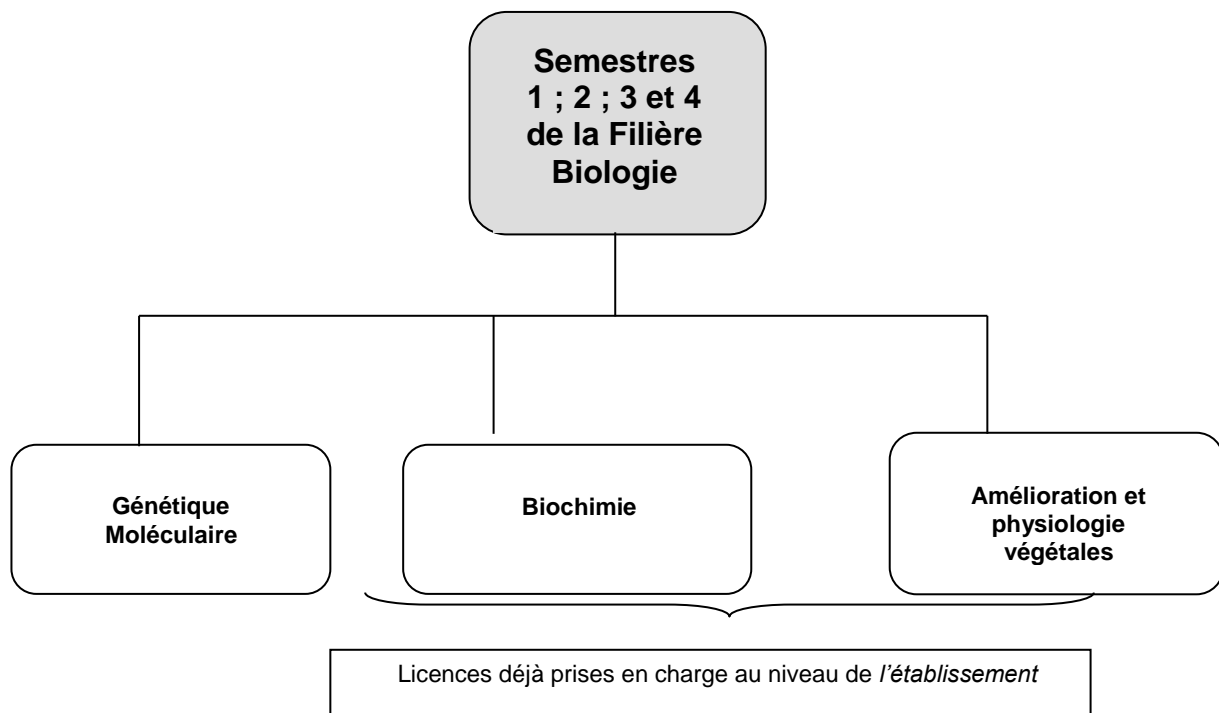 Semestres
1 ; 2 ; 3 et 4
de la Filière
Biologie
Génétique
Moléculaire
Biochimie
Amélioration et
physiologie
végétales
Licences déjà prises en charge au niveau de l'établissement